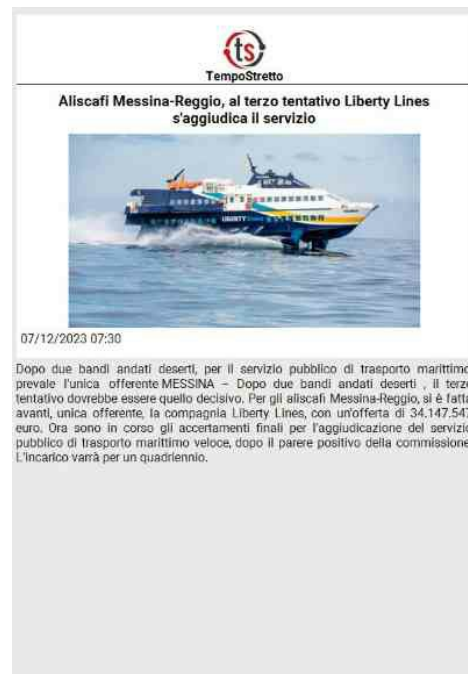 ts
TempoStretto
Aliscafi Messina-Reggio, al terzo tentativo Liberty Lines
s'aggiudica il servizio
LIBERTY
07/12/2023 07:30
Dopo due bandi andati deserti, per il servizio pubblico di trasporto marittimo
prevale l'unica offerente MESSINA – Dopo due bandi andati deserti , il terzo
tentativo dovrebbe essere quello decisivo. Per gli aliscafi Messina-Reggio, si è fatta
avanti, unica offerente, la compagnia Liberty Lines, con un'offerta di 34.147.547
euro. Ora sono in corso gli accertamenti finali per l'aggiudicazione del servizio
pubblico di trasporto marittimo veloce, dopo il parere positivo della commissione.
L'incarico varrà per un quadriennio.